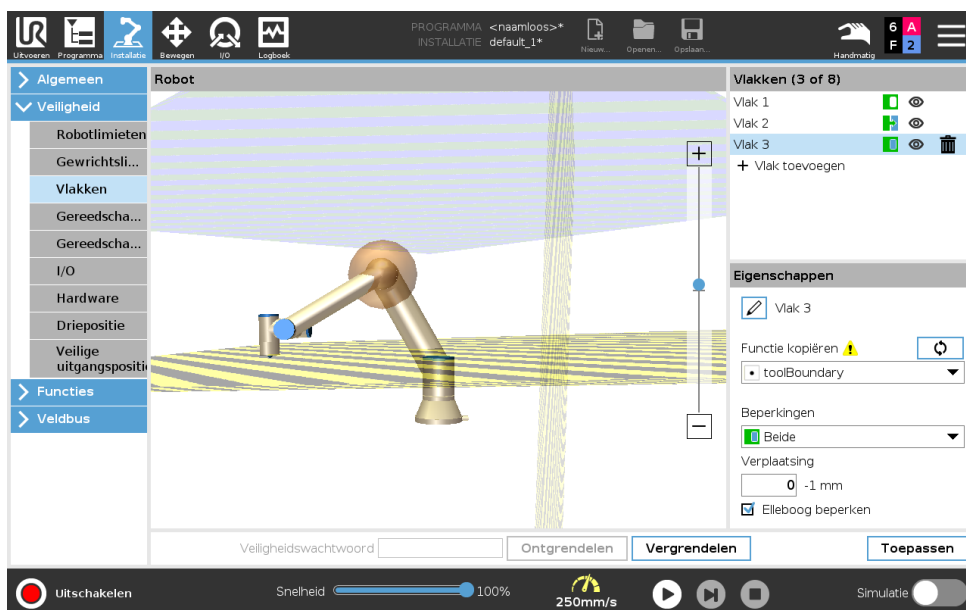 PROGRAMMA <naamloos>*
INSTALLATIE default_1*
UR
Uitvoeren
Programma
Installatie
Bewegen
I/O
Logboek
Nieuw...
Openen...
Opslaan...
Handmatig
6 A
F 2
Algemeen
Veiligheid
Robotlimieten
Gewrichtsli...
Vlakken
Gereedscha...
Gereedscha...
I/O
Hardware
Driepositie
Veilige
uitgangspositi
Functies
Veldbus
Robot
Vlakken (3 of 8)
Vlak 1
Vlak 2
Vlak 3
+ Vlak toevoegen
Eigenschappen
Vlak 3
Functie kopiëren
toolBoundary
Beperkingen
Beide
Verplaatsing
0 -1 mm
Elleboog beperken
Veiligheidswachtwoord
Ontgrendelen
Vergrendelen
Toepassen
Uitschakelen
Snelheid
100%
250mm/s
Simulatie